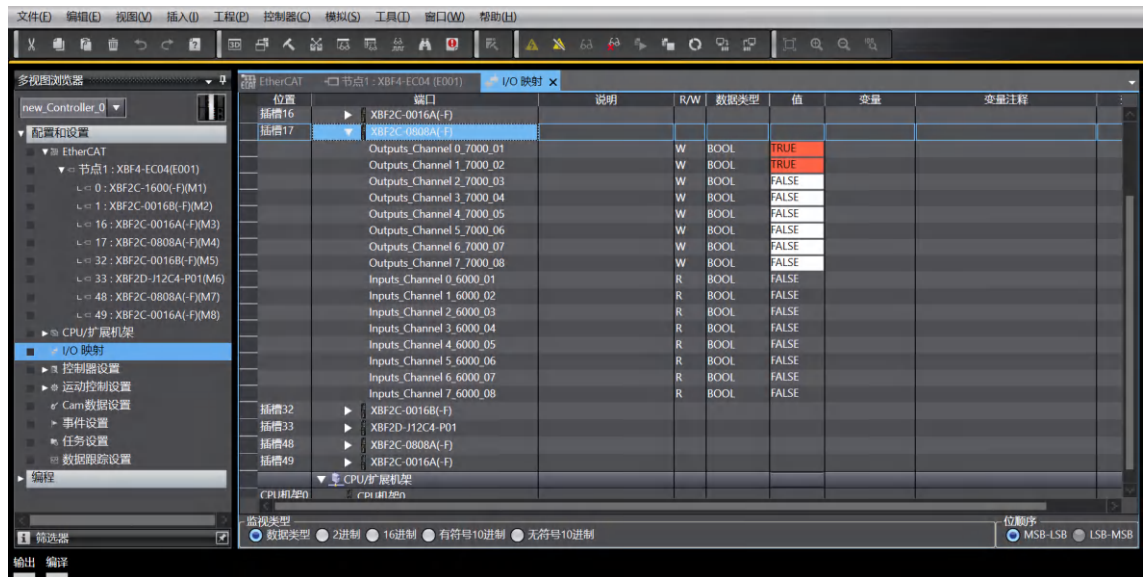 文件(F) 编辑(E) 视图(V) 插入(I) 工程(P) 控制器(C) 模拟(S) 工具(T) 窗口(W) 帮助(H)
多视图浏览器
EtherCAT 节点1 : XBF4-EC04 (E001) I/O 映射
new_Controller_0
位置 端口 说明 R/W 数据类型 值 变量 变量注释
配置和设置
EtherCAT
节点1 : XBF4-EC04(E001)
0 : XBF2C-1600(-F)(M1)
1 : XBF2C-0016B(-F)(M2)
16 : XBF2C-0016A(-F)(M3)
17 : XBF2C-0808A(-F)(M4)
32 : XBF2C-0016B(-F)(M5)
33 : XBF2D-J12C4-P01(M6)
48 : XBF2C-0808A(-F)(M7)
49 : XBF2C-0016A(-F)(M8)
CPU/扩展机架
I/O 映射
控制器设置
运动控制设置
Cam数据设置
事件设置
任务设置
数据跟踪设置
编程
筛选器
插槽16 XBF2C-0016A(-F)
插槽17 XBF2C-0808A(-F)
Outputs_Channel 0_7000_01 W BOOL TRUE
Outputs_Channel 1_7000_02 W BOOL TRUE
Outputs_Channel 2_7000_03 W BOOL FALSE
Outputs_Channel 3_7000_04 W BOOL FALSE
Outputs_Channel 4_7000_05 W BOOL FALSE
Outputs_Channel 5_7000_06 W BOOL FALSE
Outputs_Channel 6_7000_07 W BOOL FALSE
Outputs_Channel 7_7000_08 W BOOL FALSE
Inputs_Channel 0_6000_01 R BOOL FALSE
Inputs_Channel 1_6000_02 R BOOL FALSE
Inputs_Channel 2_6000_03 R BOOL FALSE
Inputs_Channel 3_6000_04 R BOOL FALSE
Inputs_Channel 4_6000_05 R BOOL FALSE
Inputs_Channel 5_6000_06 R BOOL FALSE
Inputs_Channel 6_6000_07 R BOOL FALSE
Inputs_Channel 7_6000_08 R BOOL FALSE
插槽32 XBF2C-0016B(-F)
插槽33 XBF2D-J12C4-P01
插槽48 XBF2C-0808A(-F)
插槽49 XBF2C-0016A(-F)
CPU/扩展机架
CPU机架0 CPU机架0
监视类型 位顺序
数据类型 2进制 16进制 有符号10进制 无符号10进制 MSB-LSB LSB-MSB
输出 编译